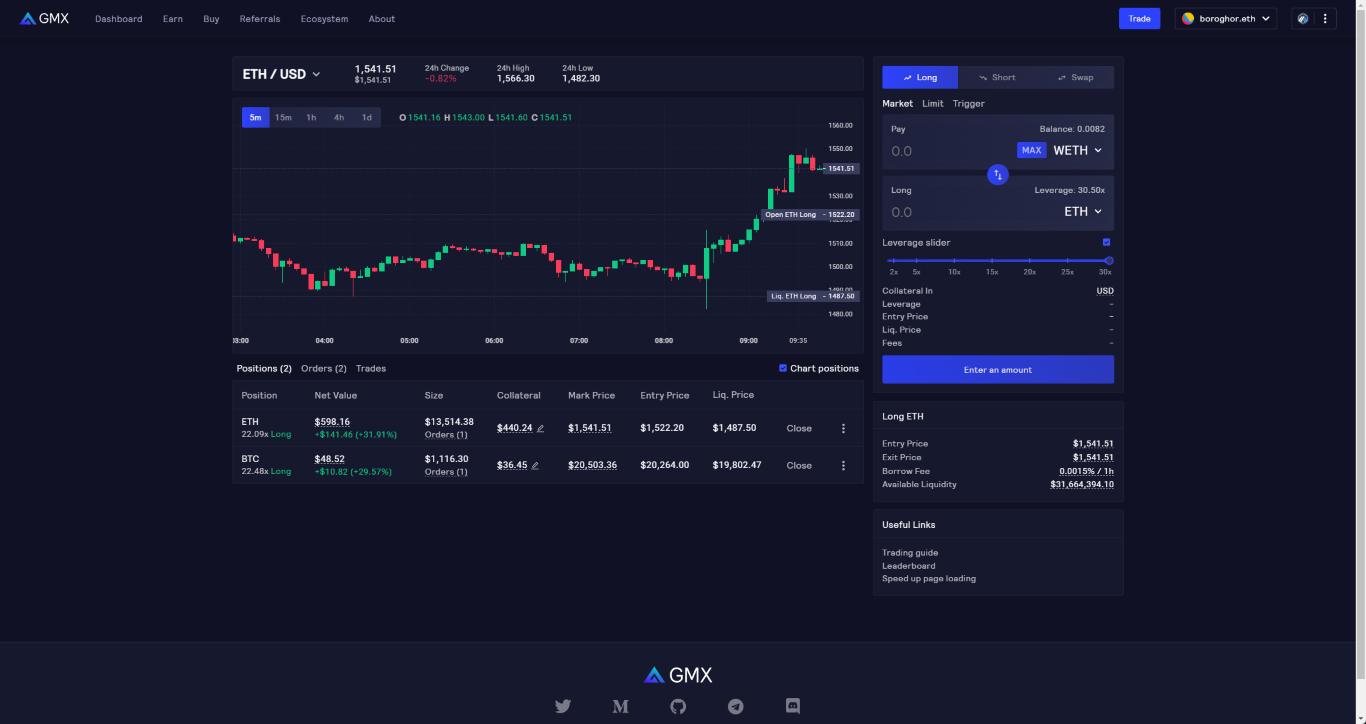 GMX Dashboard Earn Buy Referrals Ecosystem About Trade boroghor.eth
ETH / USD
1,541.51
$1,541.51
24h Change
-0.82%
24h High
1,566.30
24h Low
1,482.30
5m 15m 1h 4h 1d
O 1541.16 H 1543.00 L 1541.60 C 1541.51
1560.00
1550.00
1541.51
1530.00
Open ETH Long - 1522.20
1510.00
1500.00
Liq. ETH Long - 1487.50
1480.00
03:00 04:00 05:00 06:00 07:00 08:00 09:00 09:35
Positions (2) Orders (2) Trades Chart positions
Position Net Value Size Collateral Mark Price Entry Price Liq. Price
ETH $598.16 $13,514.38 $440.24 $1,541.51 $1,522.20 $1,487.50 Close
22.09x Long +$141.46 (+31.91%) Orders (1)
BTC $48.52 $1,116.30 $36.45 $20,503.36 $20,264.00 $19,802.47 Close
22.48x Long +$10.82 (+29.57%) Orders (1)
Long Short Swap
Market Limit Trigger
Pay Balance: 0.0082
0.0 MAX WETH
Long Leverage: 30.50x
0.0 ETH
Leverage slider
2x 5x 10x 15x 20x 25x 30x
Collateral In USD
Leverage -
Entry Price -
Liq. Price -
Fees -
Enter an amount
Long ETH
Entry Price $1,541.51
Exit Price $1,541.51
Borrow Fee 0.0015% / 1h
Available Liquidity $31,664,394.10
Useful Links
Trading guide
Leaderboard
Speed up page loading
GMX